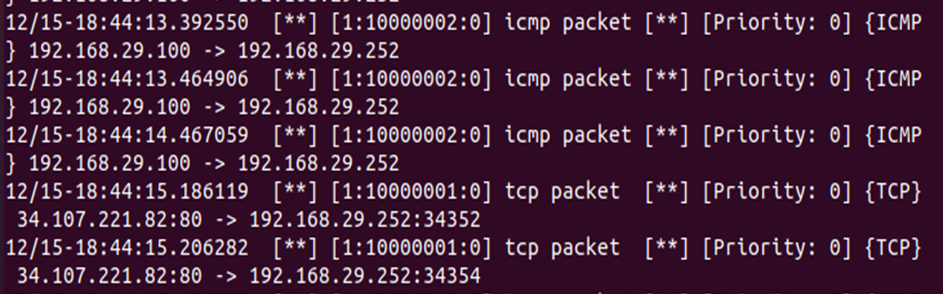 12/15-18:44:13.392550  [**] [1:10000002:0] icmp packet [**] [Priority: 0] {ICMP
} 192.168.29.100 -> 192.168.29.252
12/15-18:44:13.464906  [**] [1:10000002:0] icmp packet [**] [Priority: 0] {ICMP
} 192.168.29.100 -> 192.168.29.252
12/15-18:44:14.467059  [**] [1:10000002:0] icmp packet [**] [Priority: 0] {ICMP
} 192.168.29.100 -> 192.168.29.252
12/15-18:44:15.186119  [**] [1:10000001:0] tcp packet  [**] [Priority: 0] {TCP}
 34.107.221.82:80 -> 192.168.29.252:34352
12/15-18:44:15.206282  [**] [1:10000001:0] tcp packet  [**] [Priority: 0] {TCP}
 34.107.221.82:80 -> 192.168.29.252:34354